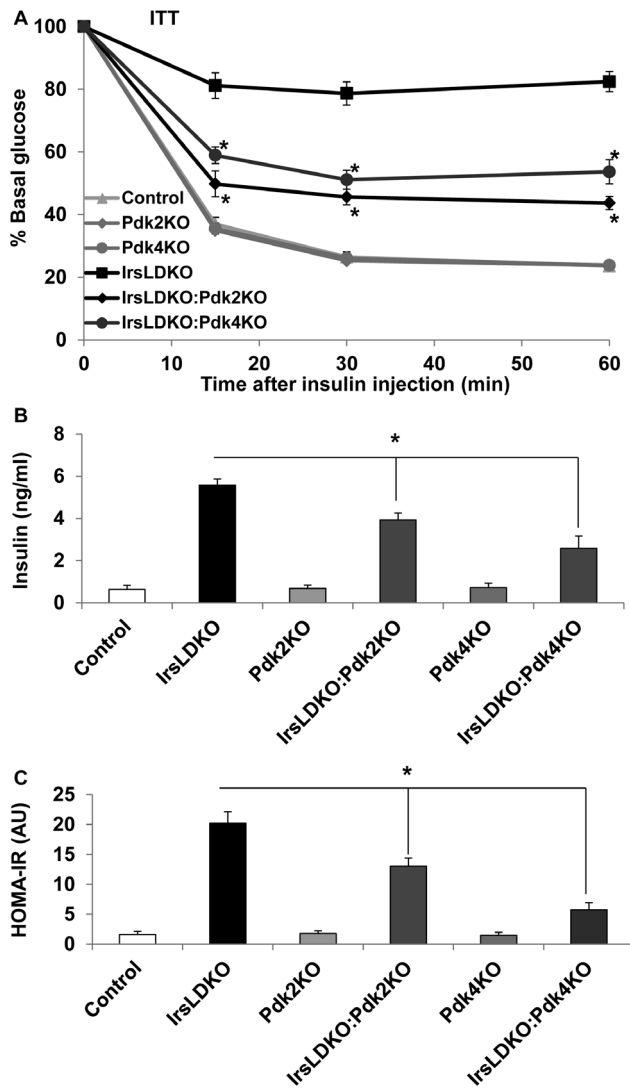 A
ITT
% Basal glucose
100
80
60
40
20
0
*
*
*
*
*
*
Control
Pdk2KO
Pdk4KO
IrsLDKO
IrsLDKO:Pdk2KO
IrsLDKO:Pdk4KO
0 10 20 30 40 50 60
Time after insulin injection (min)
B
Insulin (ng/ml)
8
6
4
2
0
*
Control
IrsLDKO
Pdk2KO
IrsLDKO:Pdk2KO
Pdk4KO
IrsLDKO:Pdk4KO
C
HOMA-IR (AU)
25
20
15
10
5
0
*
Control
IrsLDKO
Pdk2KO
IrsLDKO:Pdk2KO
Pdk4KO
IrsLDKO:Pdk4KO